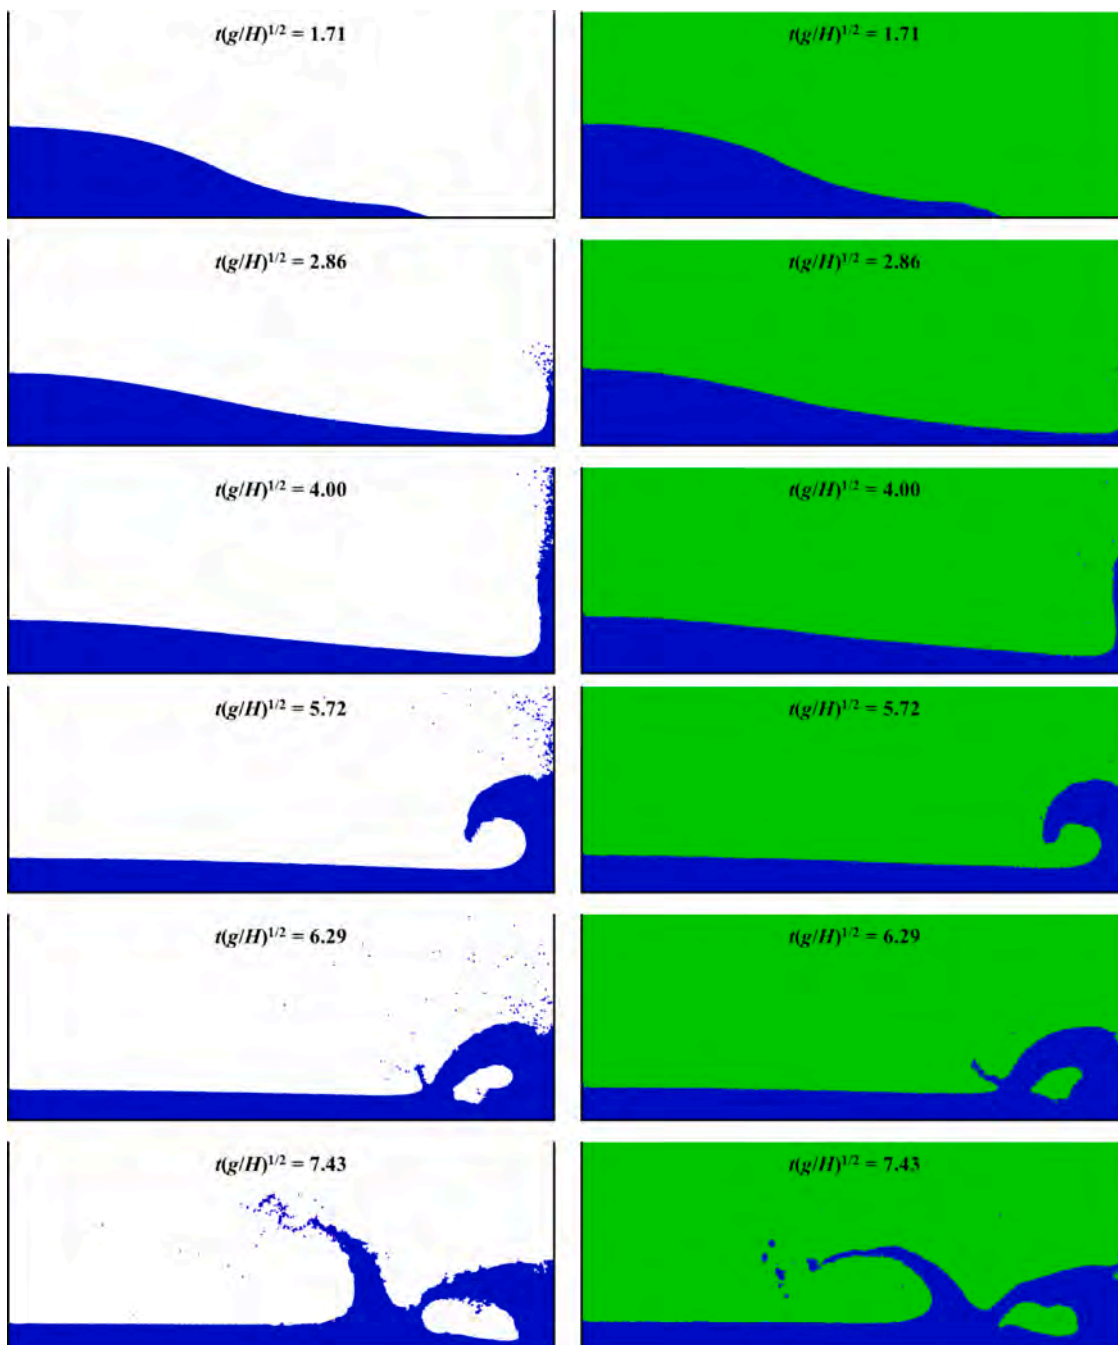 t(g/H)1/2 = 1.71
t(g/H)1/2 = 1.71
t(g/H)1/2 = 2.86
t(g/H)1/2 = 2.86
t(g/H)1/2 = 4.00
t(g/H)1/2 = 4.00
t(g/H)1/2 = 5.72
t(g/H)1/2 = 5.72
t(g/H)1/2 = 6.29
t(g/H)1/2 = 6.29
t(g/H)1/2 = 7.43
t(g/H)1/2 = 7.43